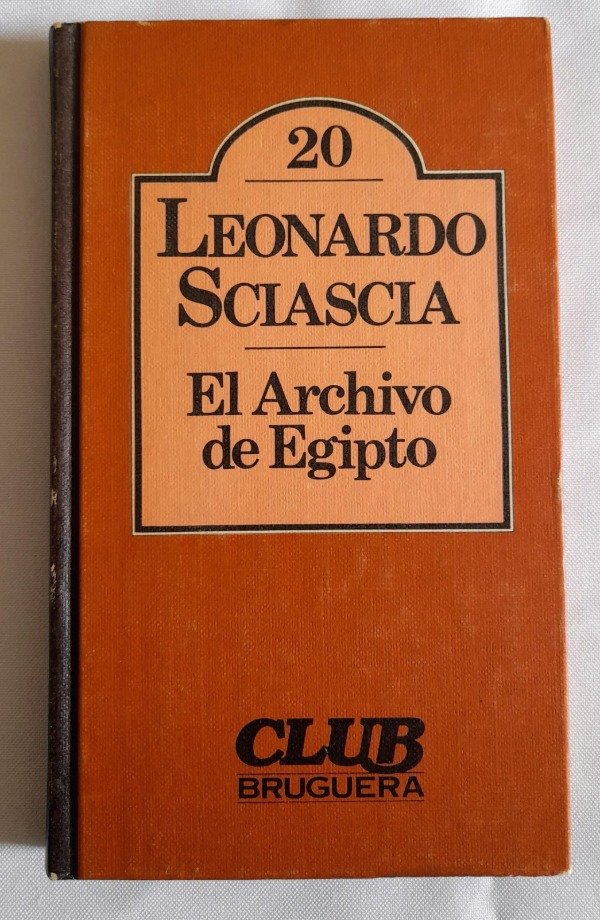 20
LEONARDO
SCIASCIA
El Archivo
de Egipto
CLUB
BRUGUERA